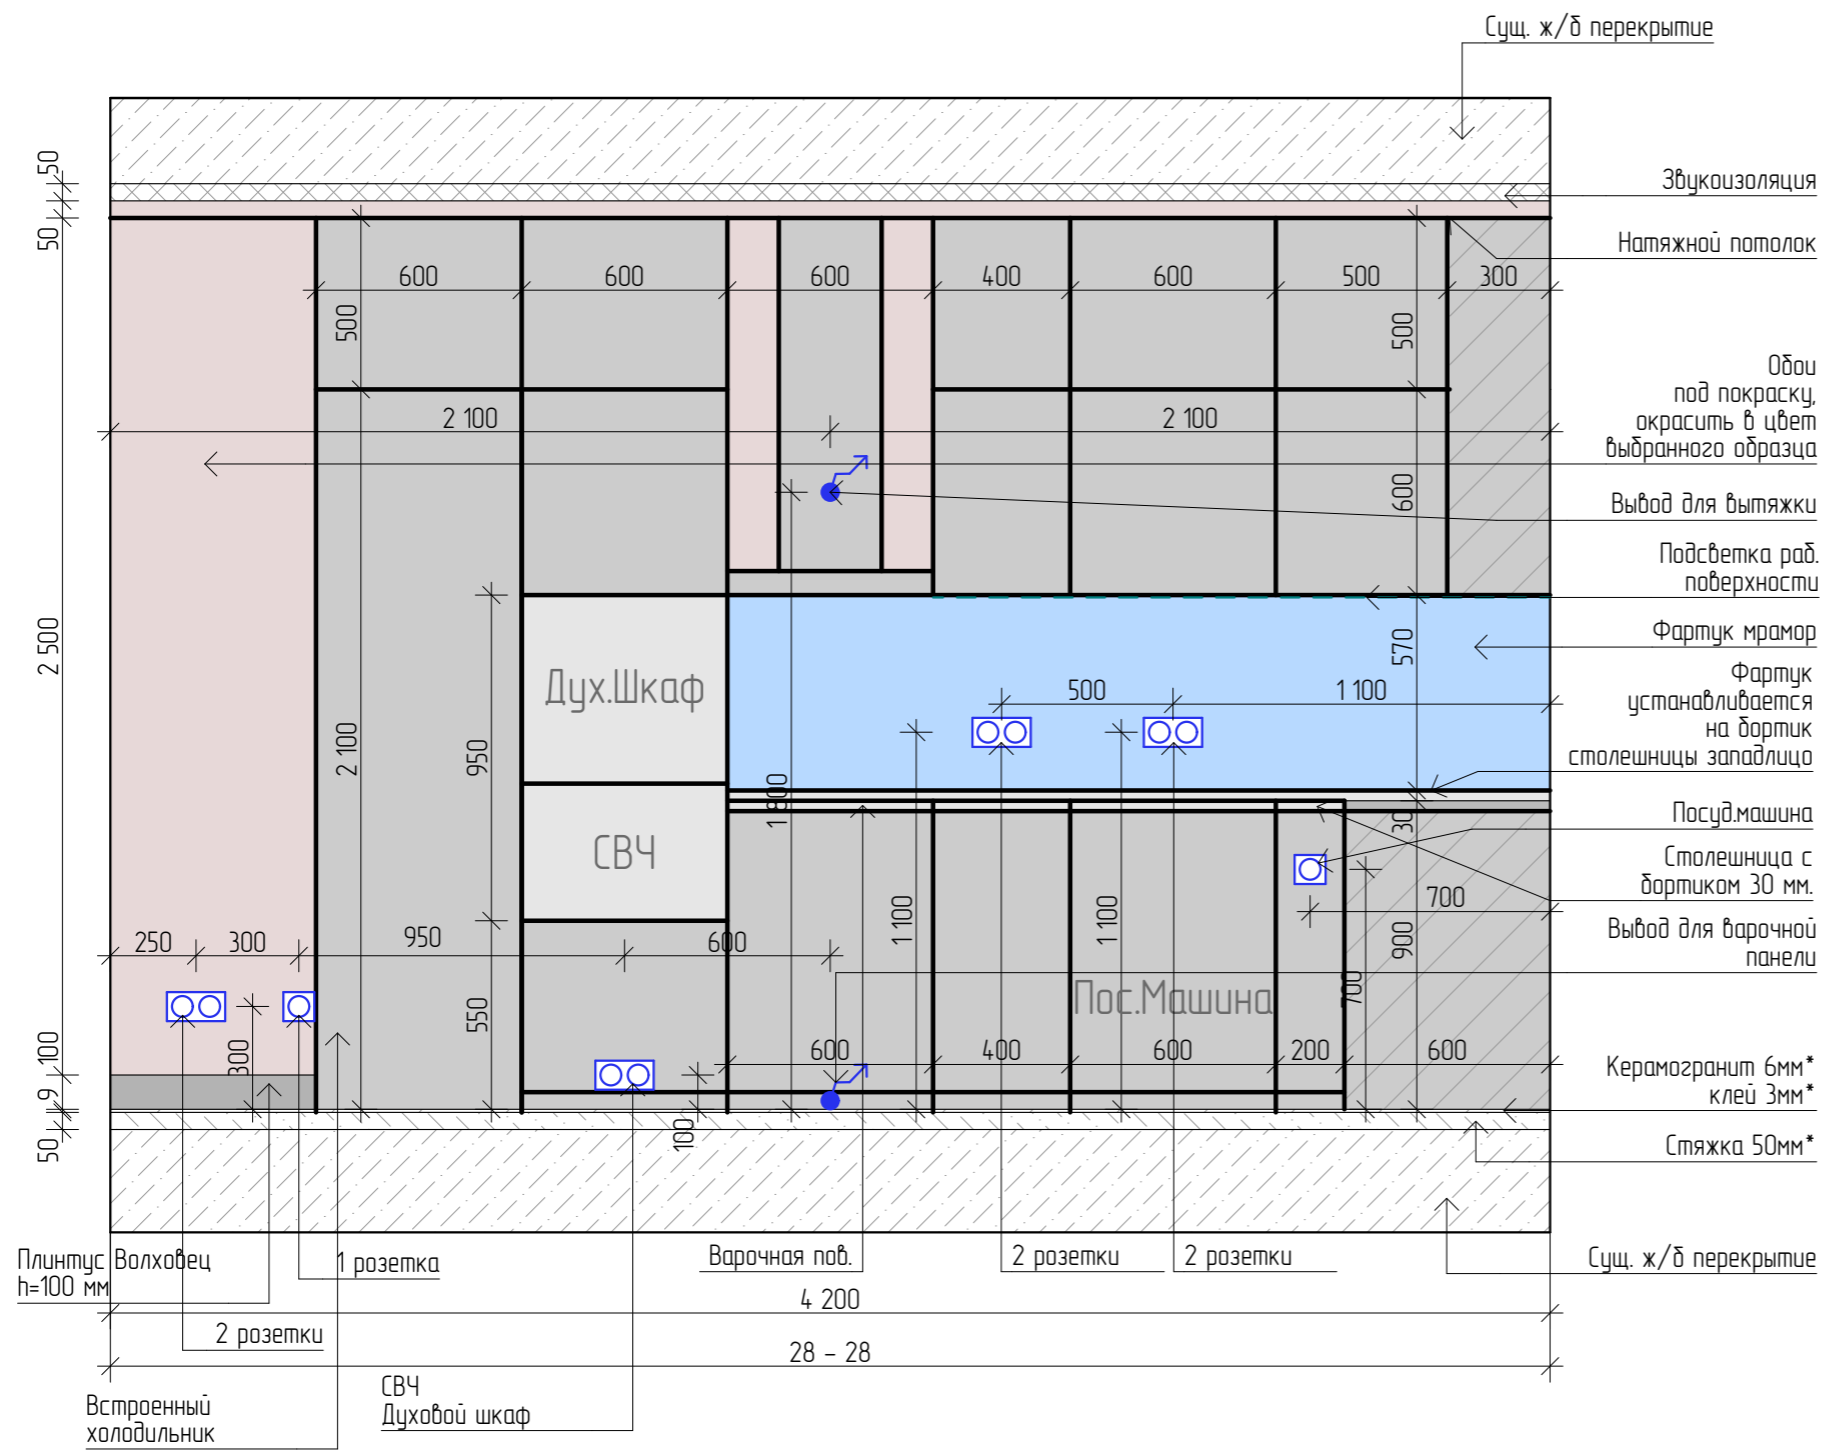 Сущ. ж/б перекрытие
50
Звукоизоляция
50
Натяжной потолок
600
600
600
400
600
500
300
500
500
Обои
под покраску,
окрасить в цвет
выбранного образца
2 100
2 100
600
Вывод для вытяжки
Подсветка раб.
поверхности
2 500
570
Фартук мрамор
Дух.Шкаф
500
1 100
Фартук
устанавливается
на бортик
столешницы западлицо
950
2 100
1 800
СВЧ
30
Посуд.машина
Столешница с
бортиком 30 мм.
700
1 100
1 100
900
Вывод для варочной
панели
250
300
950
600
700
Пос.Машина
550
300
100
600
400
600
200
600
Керамогранит 6мм*
клей 3мм*
9
100
50
Стяжка 50мм*
Плинтус Волховец
h=100 мм
1 розетка
Варочная пов.
2 розетки
2 розетки
Сущ. ж/б перекрытие
4 200
2 розетки
28 – 28
СВЧ
Духовой шкаф
Встроенный
холодильник